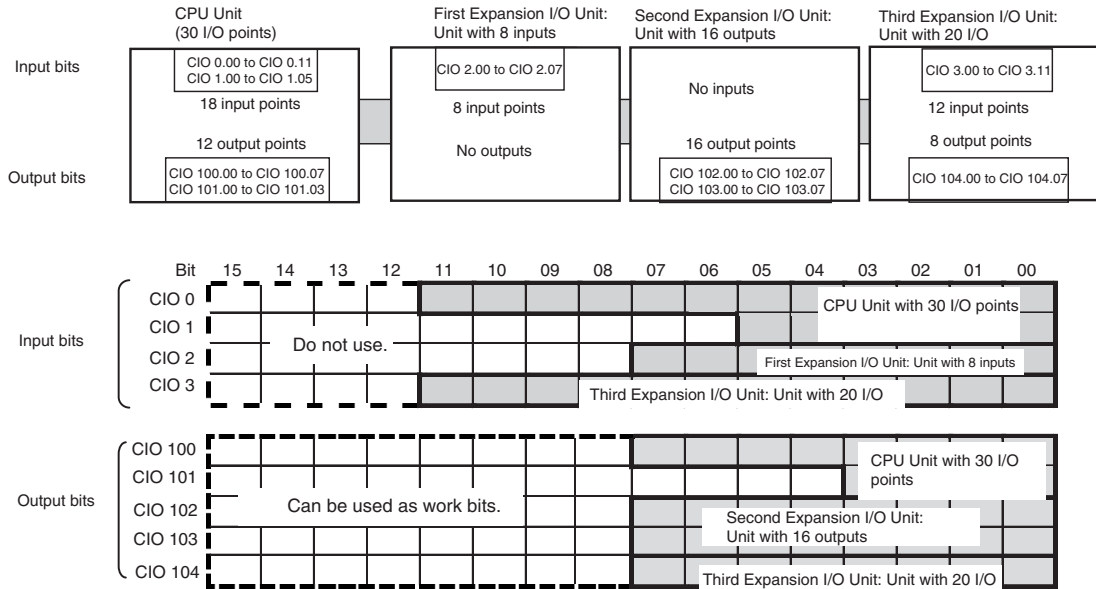 CPU Unit
(30 I/O points)
First Expansion I/O Unit:
Unit with 8 inputs
Second Expansion I/O Unit:
Unit with 16 outputs
Third Expansion I/O Unit:
Unit with 20 I/O
Input bits
CIO 0.00 to CIO 0.11
CIO 1.00 to CIO 1.05
18 input points
CIO 2.00 to CIO 2.07
8 input points
No inputs
CIO 3.00 to CIO 3.11
12 input points
Output bits
12 output points
CIO 100.00 to CIO 100.07
CIO 101.00 to CIO 101.03
No outputs
16 output points
CIO 102.00 to CIO 102.07
CIO 103.00 to CIO 103.07
8 output points
CIO 104.00 to CIO 104.07
Bit 15 14 13 12 11 10 09 08 07 06 05 04 03 02 01 00
Input bits
CIO 0
CIO 1
CIO 2
CIO 3
Do not use.
CPU Unit with 30 I/O points
First Expansion I/O Unit: Unit with 8 inputs
Third Expansion I/O Unit: Unit with 20 I/O
Output bits
CIO 100
CIO 101
CIO 102
CIO 103
CIO 104
Can be used as work bits.
CPU Unit with 30 I/O
points
Second Expansion I/O Unit:
Unit with 16 outputs
Third Expansion I/O Unit: Unit with 20 I/O